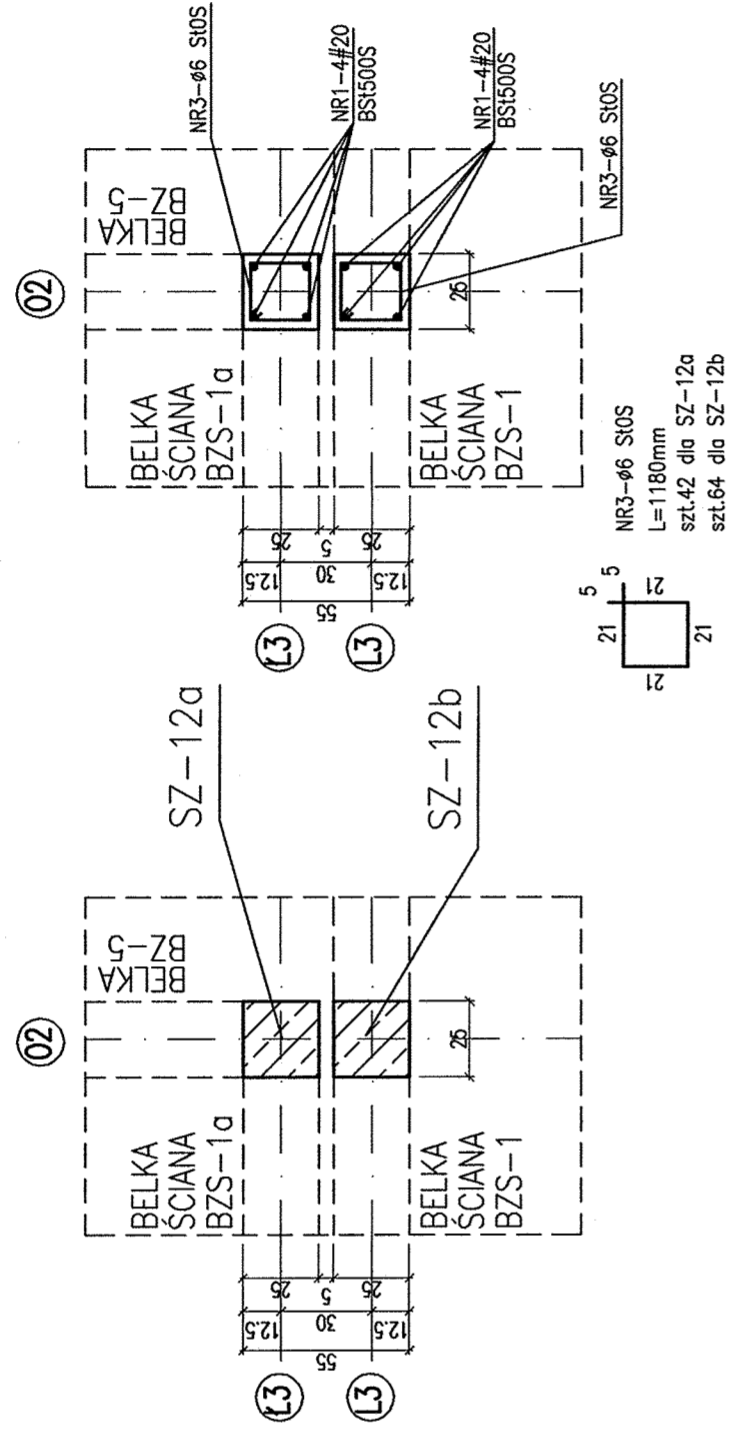 02
BELKA
BZ-5
BELKA
ŚCIANA
BZS-1a
BELKA
ŚCIANA
BZS-1
NR3-ø6 St0S
NR1-4#20
BSt500S
NR1-4#20
BSt500S
NR3-ø6 St0S
25
25
5
25
12.5
30
12.5
55
Ł3
Ł3
NR3-ø6 St0S
L=1180mm
szt.42 dla SZ-12a
szt.64 dla SZ-12b
5
5
21
21
21
21
02
BELKA
BZ-5
BELKA
ŚCIANA
BZS-1a
BELKA
ŚCIANA
BZS-1
SZ-12a
SZ-12b
25
25
5
25
12.5
30
12.5
55
Ł3
Ł3